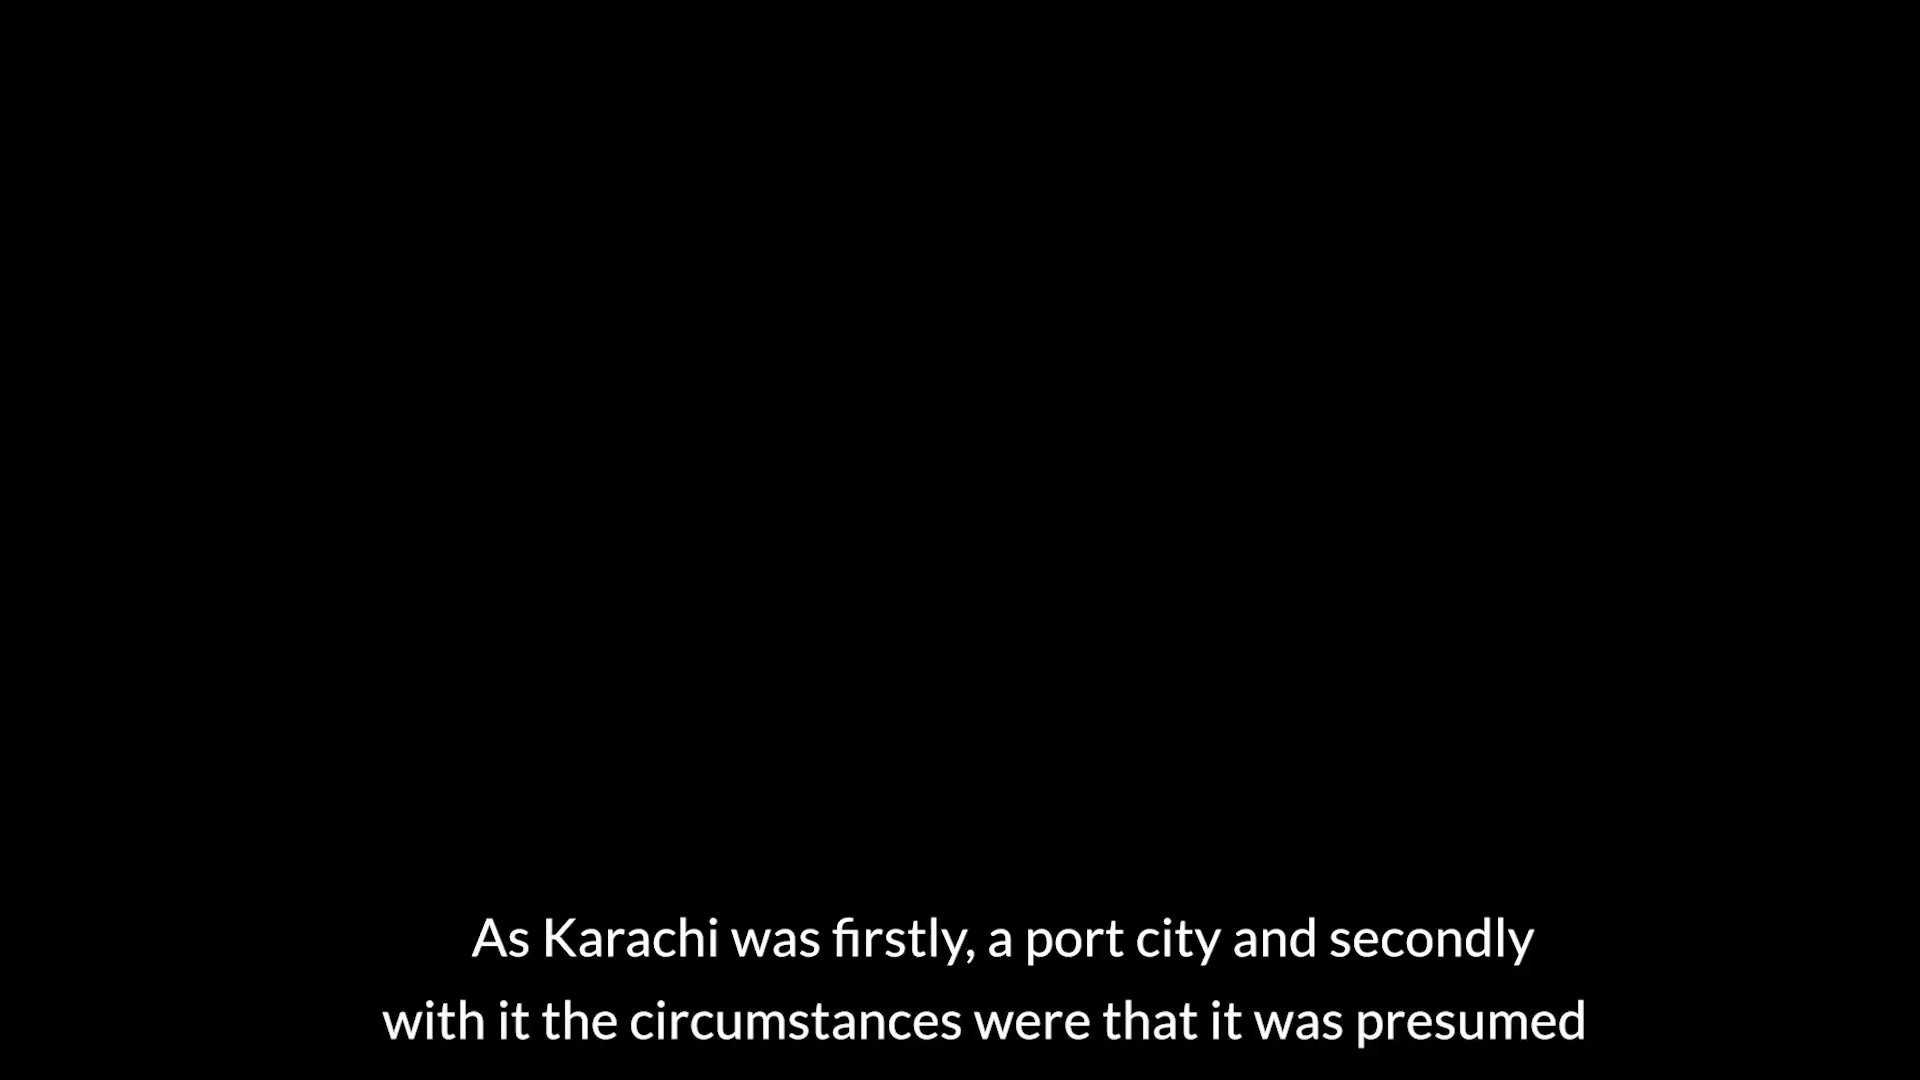 As Karachi was firstly, a port city and secondly
with it the circumstances were that it was presumed